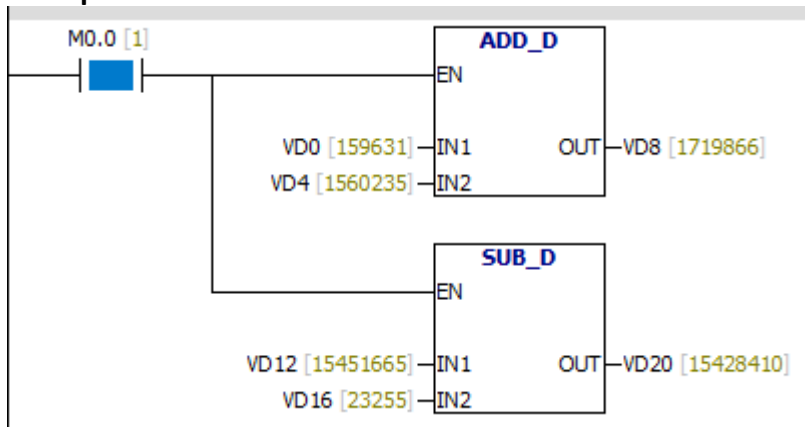 M0.0 [1]
ADD_D
EN
VD0 [159631] IN1 OUT VD8 [1719866]
VD4 [1560235] IN2
SUB_D
EN
VD12 [15451665] IN1 OUT VD20 [15428410]
VD16 [23255] IN2